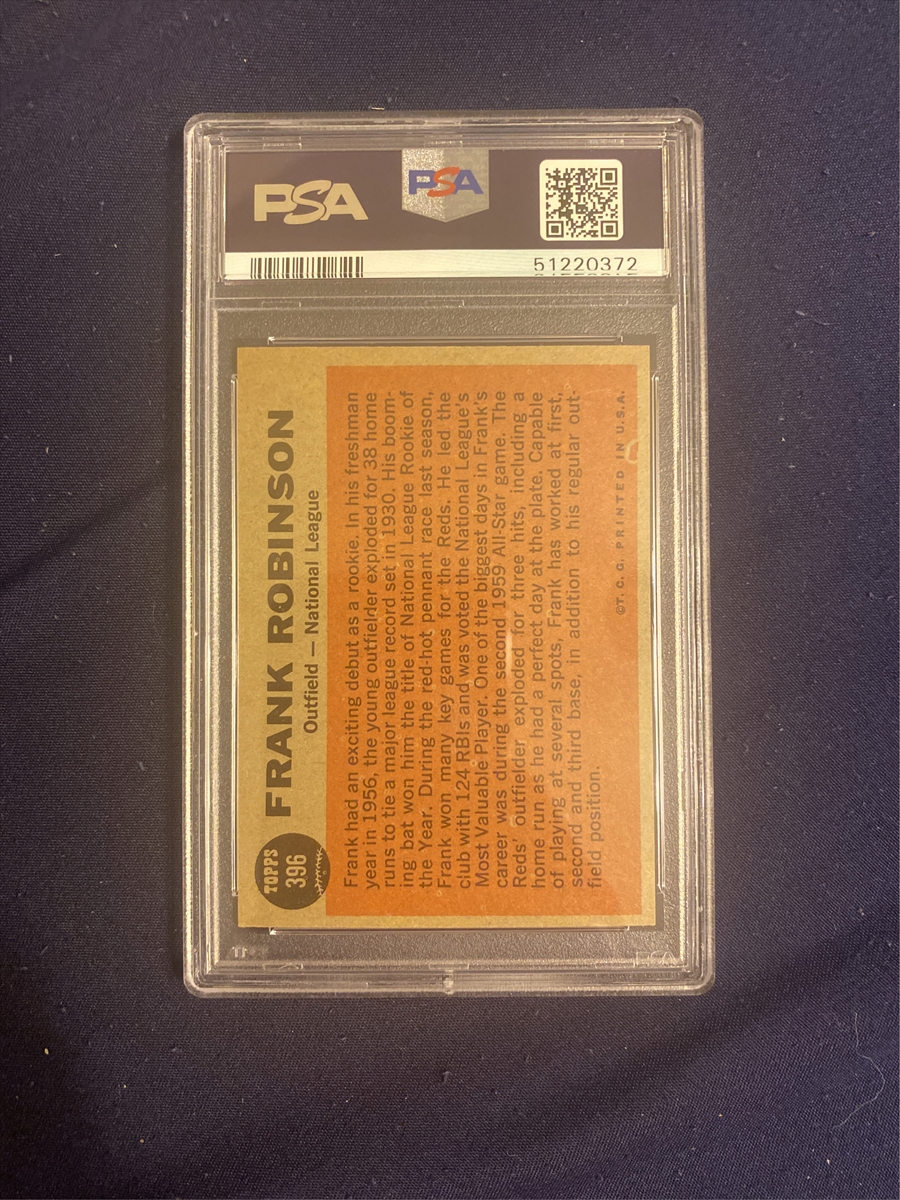 PSA
PSA
51220372
TOPPS
396
FRANK ROBINSON
Outfield — National League
Frank had an exciting debut as a rookie. In his freshman
year in 1956, the young outfielder exploded for 38 home
runs to tie a major league record set in 1930. His boom-
ing bat won him the title of National League Rookie of
the Year. During the red-hot pennant race last season,
Frank won many key games for the Reds. He led the
club with 124 RBIs and was voted the National League's
Most Valuable Player. One of the biggest days in Frank's
career was during the second 1959 All-Star game. The
Reds' outfielder exploded for three hits, including a
home run as he had a perfect day at the plate. Capable
of playing at several spots, Frank has worked at first,
second and third base, in addition to his regular out-
field position.
©T. C. G. PRINTED IN U.S.A.
PSA